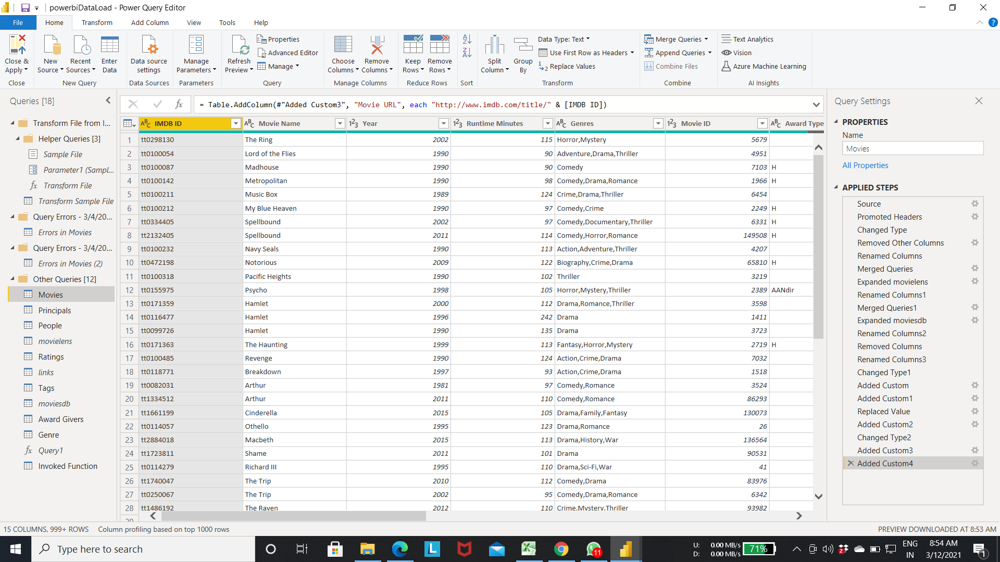 powerbiDataLoad - Power Query Editor
File Home Transform Add Column View Tools Help
Close & Apply
Close
New Source
Recent Sources
Enter Data
New Query
Data source settings
Data Sources
Manage Parameters
Parameters
Refresh Preview
Properties
Advanced Editor
Manage
Query
Choose Columns
Remove Columns
Manage Columns
Keep Rows
Remove Rows
Reduce Rows
Sort
Split Column
Group By
Data Type: Text
Use First Row as Headers
Replace Values
Transform
Merge Queries
Append Queries
Combine Files
Combine
Text Analytics
Vision
Azure Machine Learning
AI Insights
Queries [18]
Transform File from I...
Helper Queries [3]
Sample File
Parameter1 (Sampl...
fx Transform File
Transform Sample File
Query Errors - 3/4/20...
Errors in Movies
Query Errors - 3/4/20...
Errors in Movies (2)
Other Queries [12]
Movies
Principals
People
movielens
Ratings
links
Tags
moviesdb
Award Givers
Genre
fx Query1
Invoked Function
fx = Table.AddColumn(#"Added Custom3", "Movie URL", each "http://www.imdb.com/title/" & [IMDB ID])
ABC IMDB ID ABC Movie Name 123 Year 123 Runtime Minutes ABC Genres 123 Movie ID ABC Award Type
1 tt0298130 The Ring 2002 115 Horror,Mystery 5679
2 tt0100054 Lord of the Flies 1990 90 Adventure,Drama,Thriller 4951
3 tt0100087 Madhouse 1990 90 Comedy 7103 H
4 tt0100142 Metropolitan 1990 98 Comedy,Drama,Romance 1966 H
5 tt0100211 Music Box 1989 124 Crime,Drama,Thriller 6454
6 tt0100212 My Blue Heaven 1990 97 Comedy,Crime 2249 H
7 tt0334405 Spellbound 2002 97 Comedy,Documentary,Thriller 6331 H
8 tt2132405 Spellbound 2011 114 Comedy,Horror,Romance 149508 H
9 tt0100232 Navy Seals 1990 113 Action,Adventure,Thriller 4207
10 tt0472198 Notorious 2009 122 Biography,Crime,Drama 65810 H
11 tt0100318 Pacific Heights 1990 102 Thriller 3219
12 tt0155975 Psycho 1998 105 Horror,Mystery,Thriller 2389 AANdir
13 tt0171359 Hamlet 2000 112 Drama,Romance,Thriller 3598
14 tt0116477 Hamlet 1996 242 Drama 1411
15 tt0099726 Hamlet 1990 135 Drama 3723
16 tt0171363 The Haunting 1999 113 Fantasy,Horror,Mystery 2719 H
17 tt0100485 Revenge 1990 124 Action,Crime,Drama 7032
18 tt0118771 Breakdown 1997 93 Action,Crime,Drama 1518
19 tt0082031 Arthur 1981 97 Comedy,Romance 3524
20 tt1334512 Arthur 2011 110 Comedy,Romance 86293
21 tt1661199 Cinderella 2015 105 Drama,Family,Fantasy 130073
22 tt0114057 Othello 1995 123 Drama,Romance 26
23 tt2884018 Macbeth 2015 113 Drama,History,War 136564
24 tt1723811 Shame 2011 101 Drama 90531
25 tt0114279 Richard III 1995 110 Drama,Sci-Fi,War 41
26 tt1740047 The Trip 2010 112 Comedy,Drama 83976
27 tt0250067 The Trip 2002 95 Comedy,Drama,Romance 6342
28 tt1486192 The Raven 2012 110 Crime,Mystery,Thriller 93982
29
Query Settings
PROPERTIES
Name
Movies
All Properties
APPLIED STEPS
Source
Promoted Headers
Changed Type
Removed Other Columns
Renamed Columns
Merged Queries
Expanded movielens
Renamed Columns1
Merged Queries1
Expanded moviesdb
Renamed Columns2
Removed Columns
Renamed Columns3
Changed Type1
Added Custom
Added Custom1
Replaced Value
Added Custom2
Changed Type2
Added Custom3
Added Custom4
15 COLUMNS, 999+ ROWS Column profiling based on top 1000 rows PREVIEW DOWNLOADED AT 8:53 AM
Type here to search
11
U: 0.00 MB/s
D: 0.00 MB/s
71%
2
ENG
IN
8:54 AM
3/12/2021
1